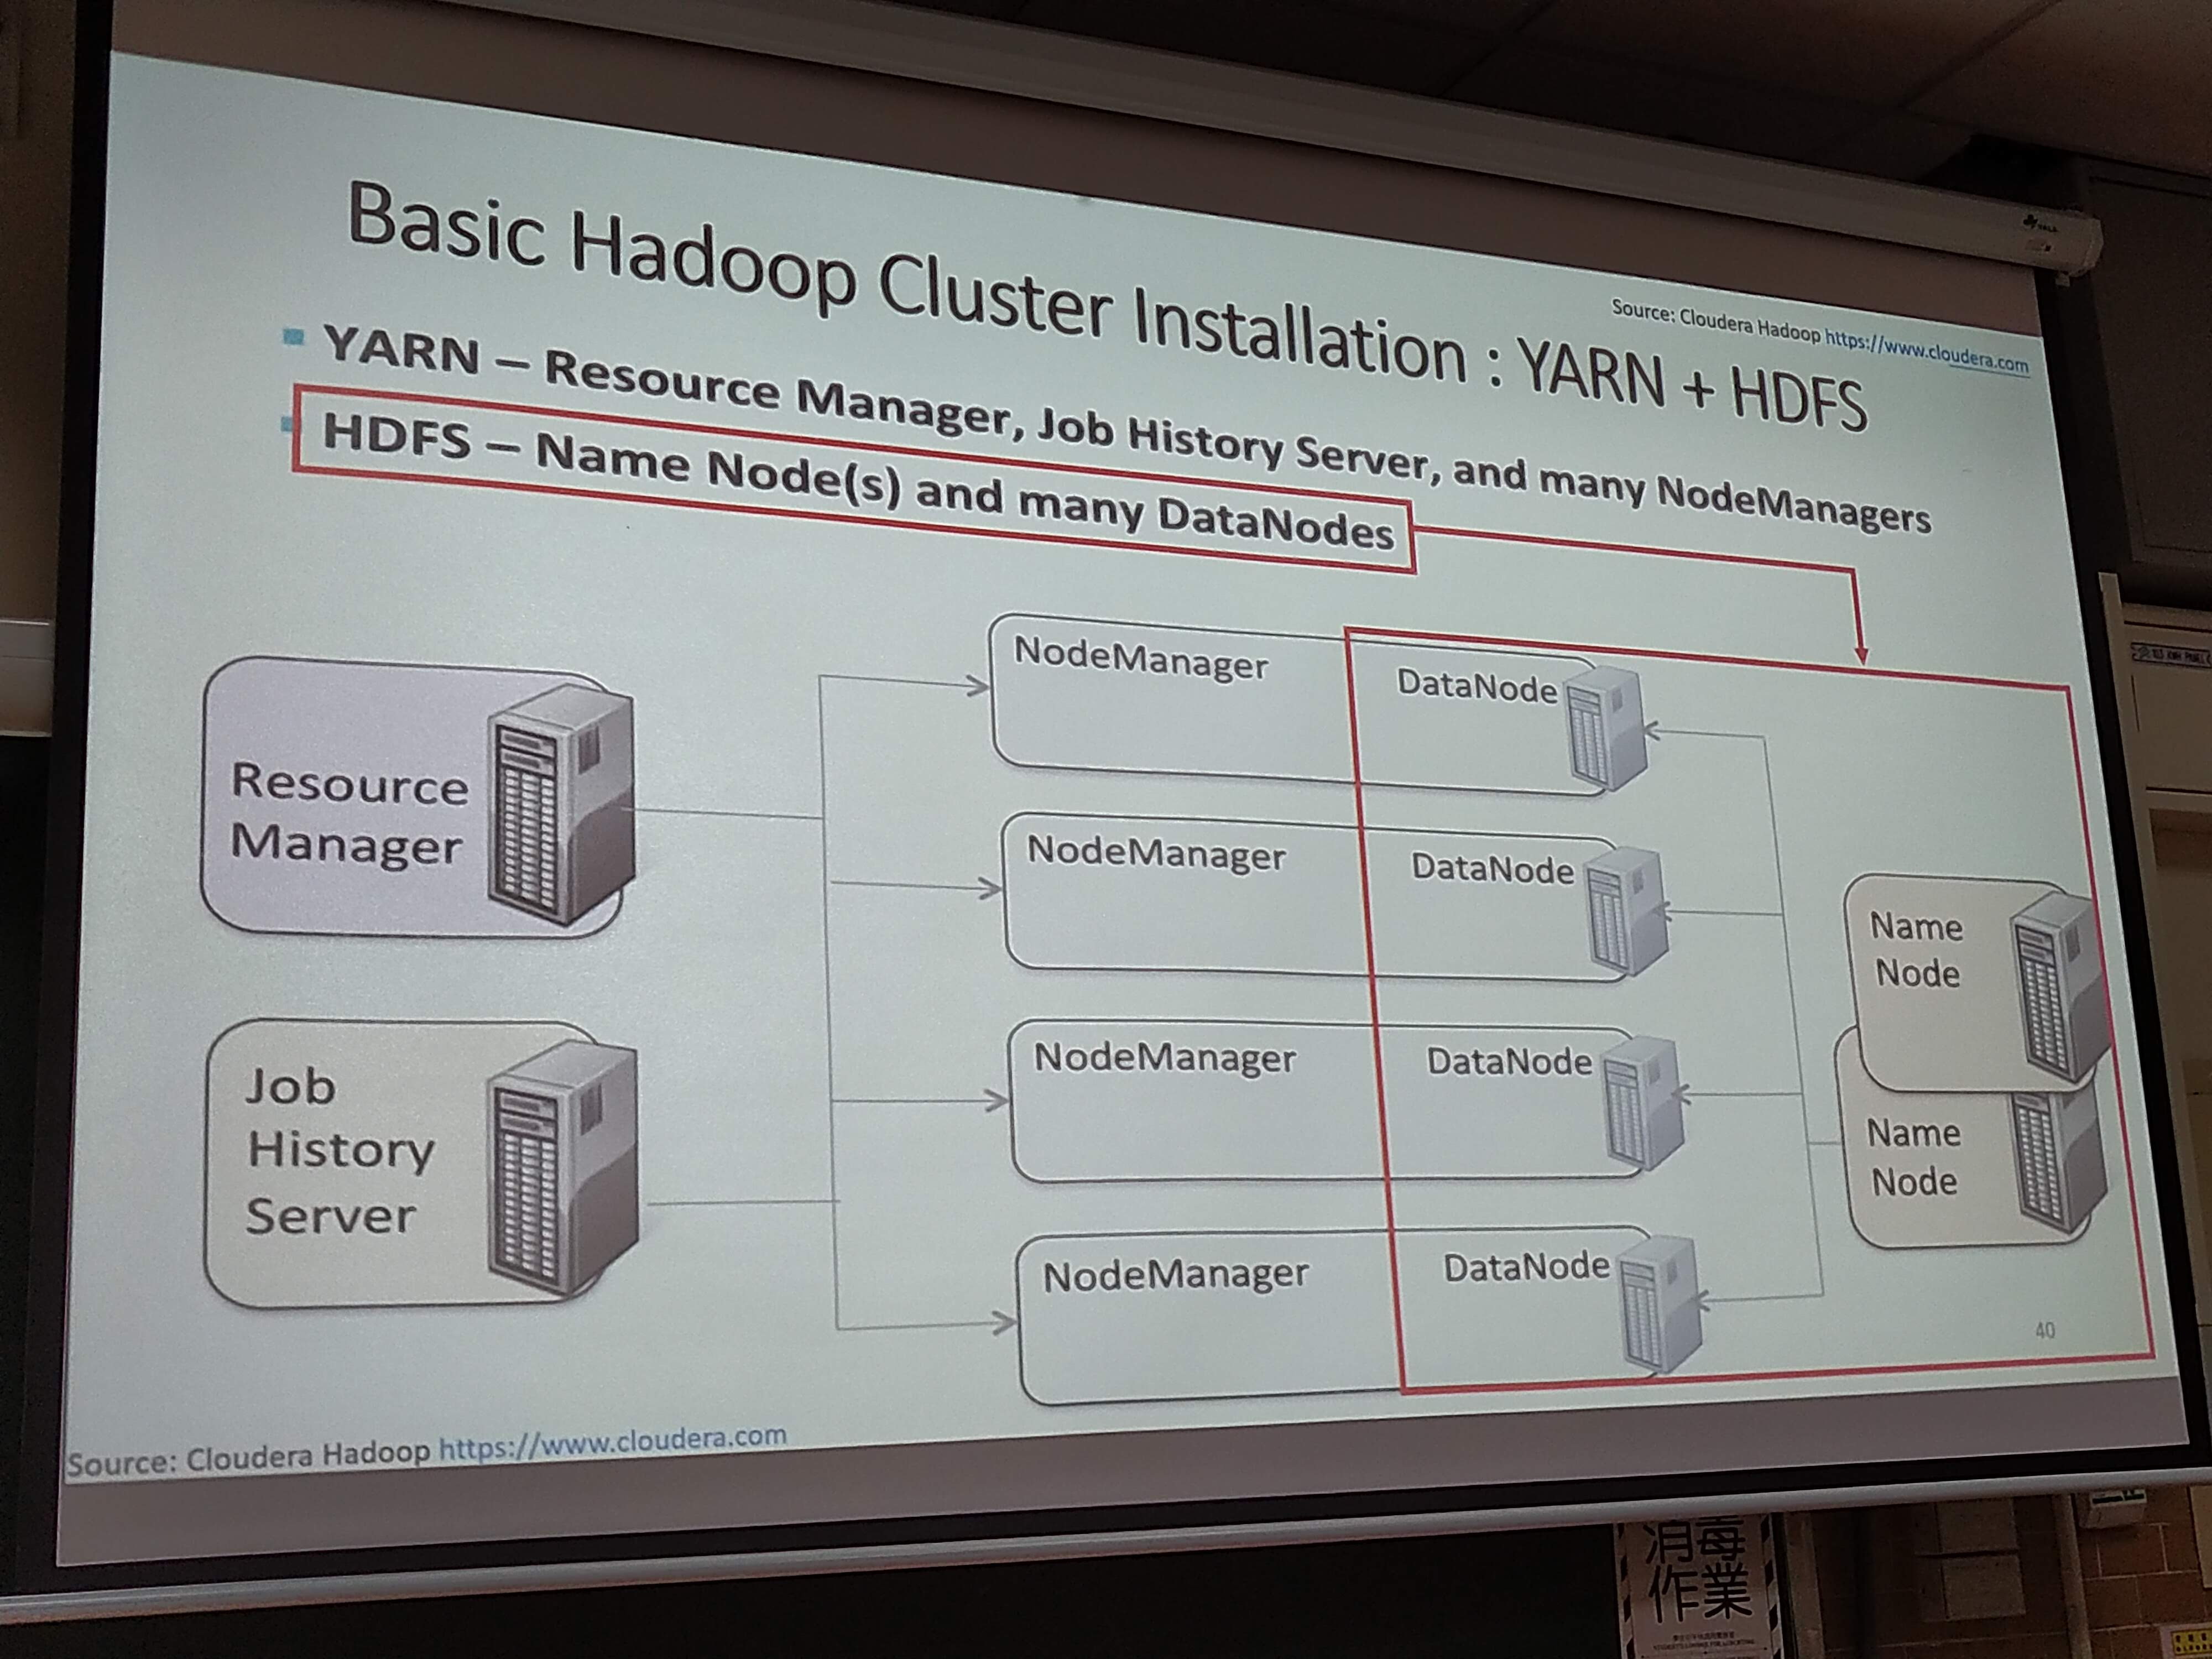 Basic Hadoop Cluster Installation : YARN + HDFS
Source: Cloudera Hadoop https://www.cloudera.com
YARN – Resource Manager, Job History Server, and many NodeManagers
HDFS – Name Node(s) and many DataNodes
Resource
Manager
Job
History
Server
NodeManager
DataNode
NodeManager
DataNode
NodeManager
DataNode
NodeManager
DataNode
Name
Node
Name
Node
40
Source: Cloudera Hadoop https://www.cloudera.com
消毒
作業